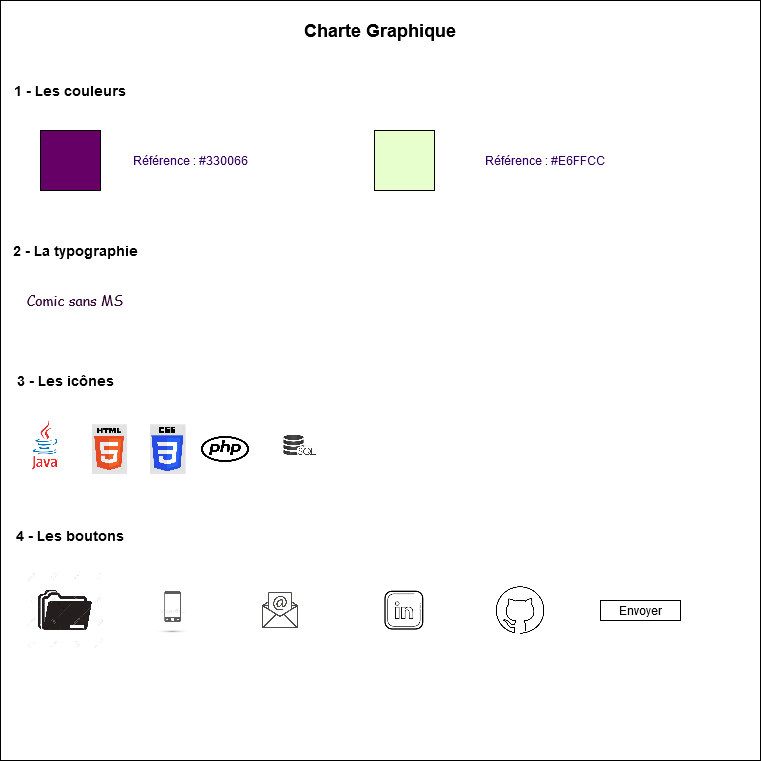 Charte Graphique
1 - Les couleurs
Référence : #330066
Référence : #E6FFCC
2 - La typographie
Comic sans MS
3 - Les icônes
Java
HTML
5
CSS
3
php
SQL
4 - Les boutons
@
in
Envoyer